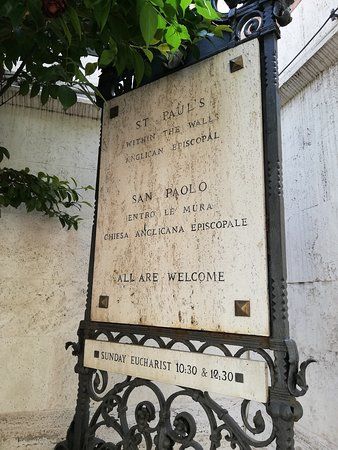 ST PAUL'S
WITHIN THE WALLS
ANGLICAN EPISCOPAL
SAN PAOLO
ENTRO LE MURA
CHIESA ANGLICANA EPISCOPALE
ALL ARE WELCOME
SUNDAY EUCHARIST 10:30 & 12,30